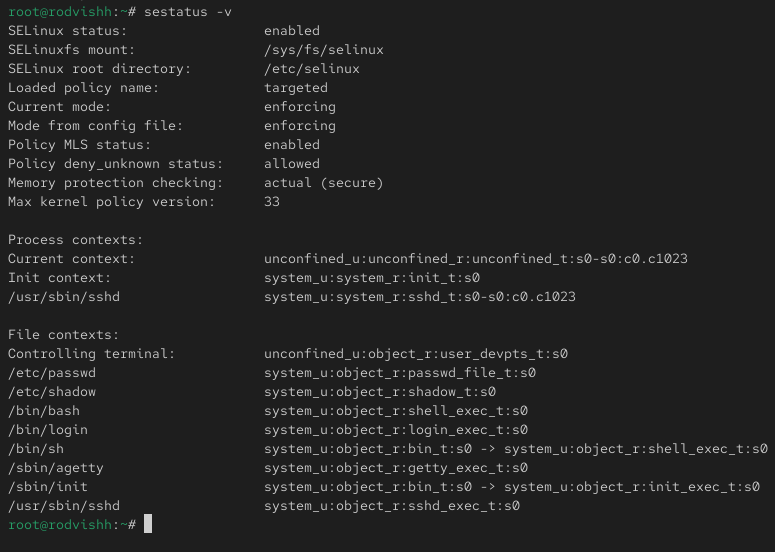 root@rodvishh:~# sestatus -v
SELinux status:                 enabled
SELinuxfs mount:                /sys/fs/selinux
SELinux root directory:         /etc/selinux
Loaded policy name:             targeted
Current mode:                   enforcing
Mode from config file:          enforcing
Policy MLS status:              enabled
Policy deny_unknown status:     allowed
Memory protection checking:     actual (secure)
Max kernel policy version:      33

Process contexts:
Current context:                unconfined_u:unconfined_r:unconfined_t:s0-s0:c0.c1023
Init context:                   system_u:system_r:init_t:s0
/usr/sbin/sshd                  system_u:system_r:sshd_t:s0-s0:c0.c1023

File contexts:
Controlling terminal:           unconfined_u:object_r:user_devpts_t:s0
/etc/passwd                     system_u:object_r:passwd_file_t:s0
/etc/shadow                     system_u:object_r:shadow_t:s0
/bin/bash                       system_u:object_r:shell_exec_t:s0
/bin/login                      system_u:object_r:login_exec_t:s0
/bin/sh                         system_u:object_r:bin_t:s0 -> system_u:object_r:shell_exec_t:s0
/sbin/agetty                    system_u:object_r:getty_exec_t:s0
/sbin/init                      system_u:object_r:bin_t:s0 -> system_u:object_r:init_exec_t:s0
/usr/sbin/sshd                  system_u:object_r:sshd_exec_t:s0
root@rodvishh:~#